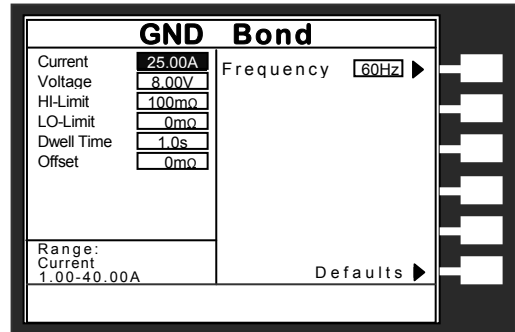 GND Bond
Current 25.00A
Voltage 8.00V
HI-Limit 100mΩ
LO-Limit 0mΩ
Dwell Time 1.0s
Offset 0mΩ
Frequency 60Hz
Range:
Current
1.00-40.00A
Defaults